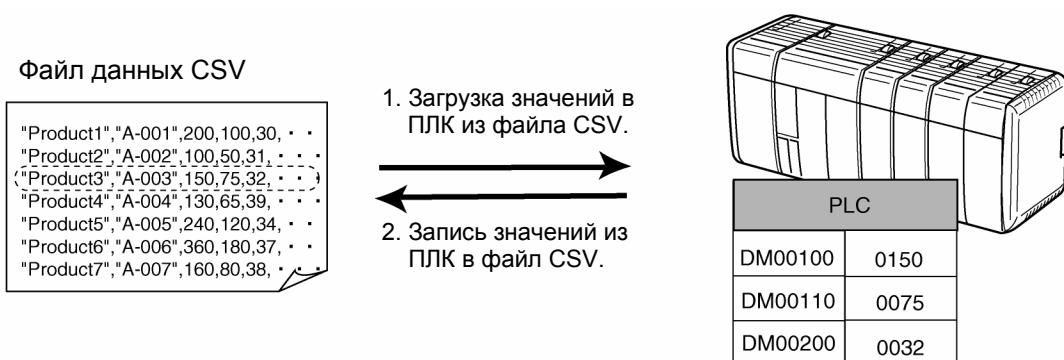 Файл данных CSV
"Product1","A-001",200,100,30, · ·
"Product2","A-002",100,50,31, · · ·
"Product3","A-003",150,75,32, · · ·
"Product4","A-004",130,65,39, · · ·
"Product5","A-005",240,120,34, · ·
"Product6","A-006",360,180,37, · ·
"Product7","A-007",160,80,38, · · ·
1. Загрузка значений в
ПЛК из файла CSV.
2. Запись значений из
ПЛК в файл CSV.
PLC
DM00100 0150
DM00110 0075
DM00200 0032